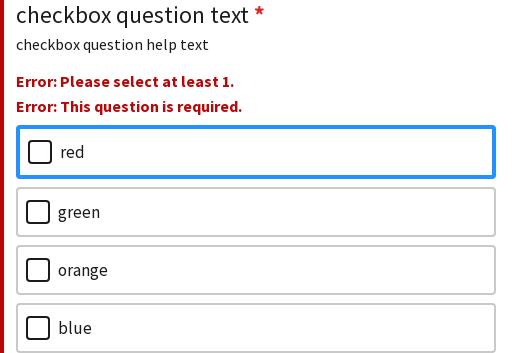 checkbox question text *
checkbox question help text
Error: Please select at least 1.
Error: This question is required.
red
green
orange
blue